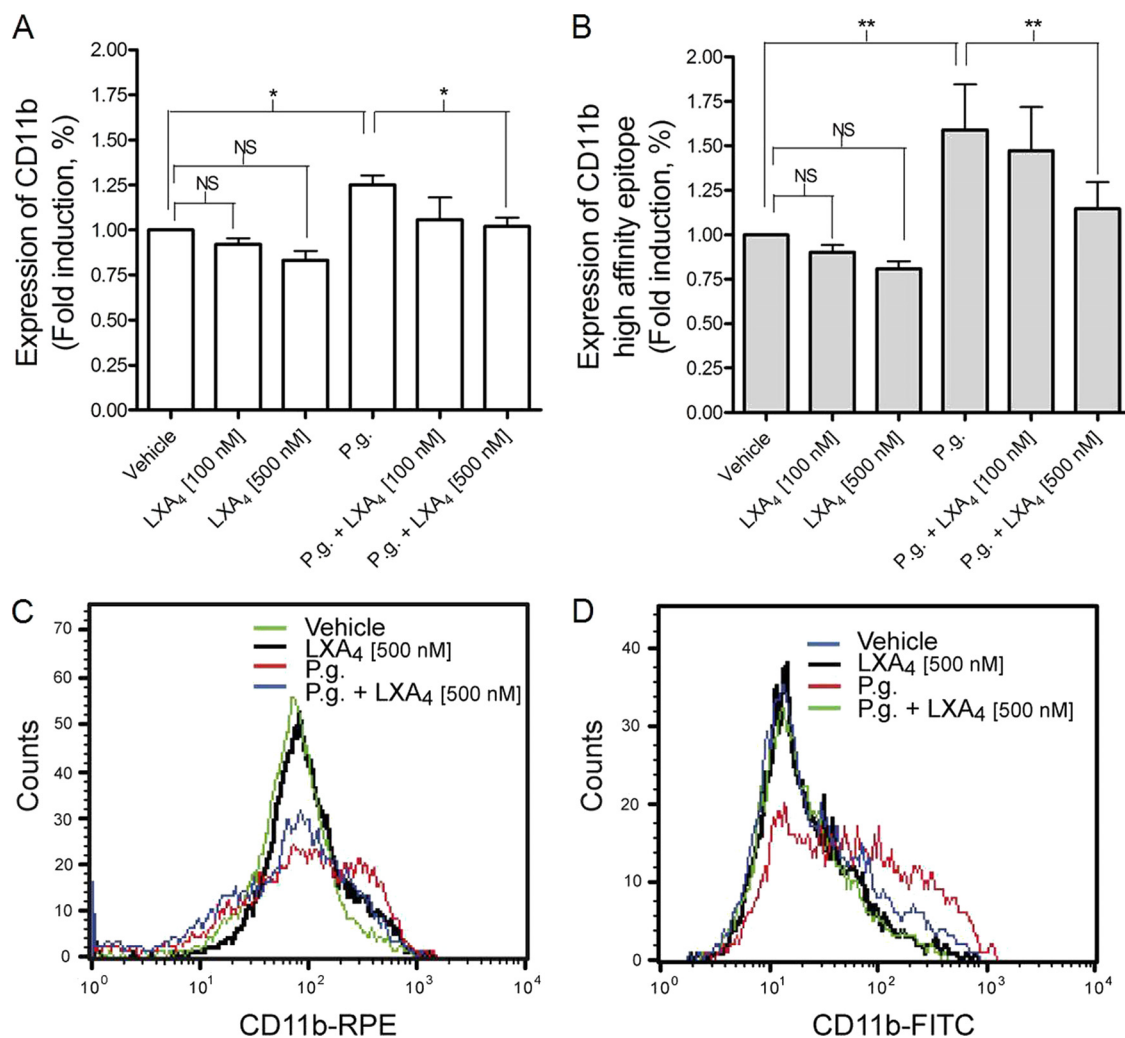 A
Expression of CD11b
(Fold induction, %)
2.00
1.75
1.50
1.25
1.00
0.75
0.50
0.25
0.00
*
*
NS
NS
Vehicle
LXA4 [100 nM]
LXA4 [500 nM]
P.g.
P.g. + LXA4 [100 nM]
P.g. + LXA4 [500 nM]
B
Expression of CD11b
high affinity epitope
(Fold induction, %)
2.00
1.75
1.50
1.25
1.00
0.75
0.50
0.25
0.00
**
**
NS
NS
Vehicle
LXA4 [100 nM]
LXA4 [500 nM]
P.g.
P.g. + LXA4 [100 nM]
P.g. + LXA4 [500 nM]
C
Counts
70
60
50
40
30
20
10
0
Vehicle
LXA4 [500 nM]
P.g.
P.g. + LXA4 [500 nM]
10^0
10^1
10^2
10^3
10^4
CD11b-RPE
D
Counts
40
30
20
10
0
Vehicle
LXA4 [500 nM]
P.g.
P.g. + LXA4 [500 nM]
10^0
10^1
10^2
10^3
10^4
CD11b-FITC